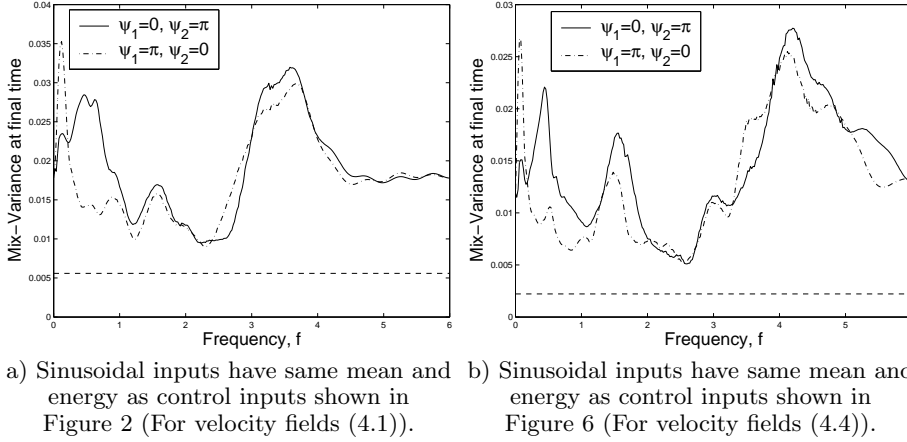 0.04
0.035
0.03
0.025
0.02
0.015
0.01
0.005
0
0 1 2 3 4 5 6
Mix−Variance at final time
Frequency, f
ψ1=0, ψ2=π
ψ1=π, ψ2=0
0.03
0.025
0.02
0.015
0.01
0.005
0
0 1 2 3 4 5
Mix−Variance at final time
Frequency, f
ψ1=0, ψ2=π
ψ1=π, ψ2=0
a) Sinusoidal inputs have same mean and
energy as control inputs shown in
Figure 2 (For velocity fields (4.1)).
b) Sinusoidal inputs have same mean and
energy as control inputs shown in
Figure 6 (For velocity fields (4.4)).